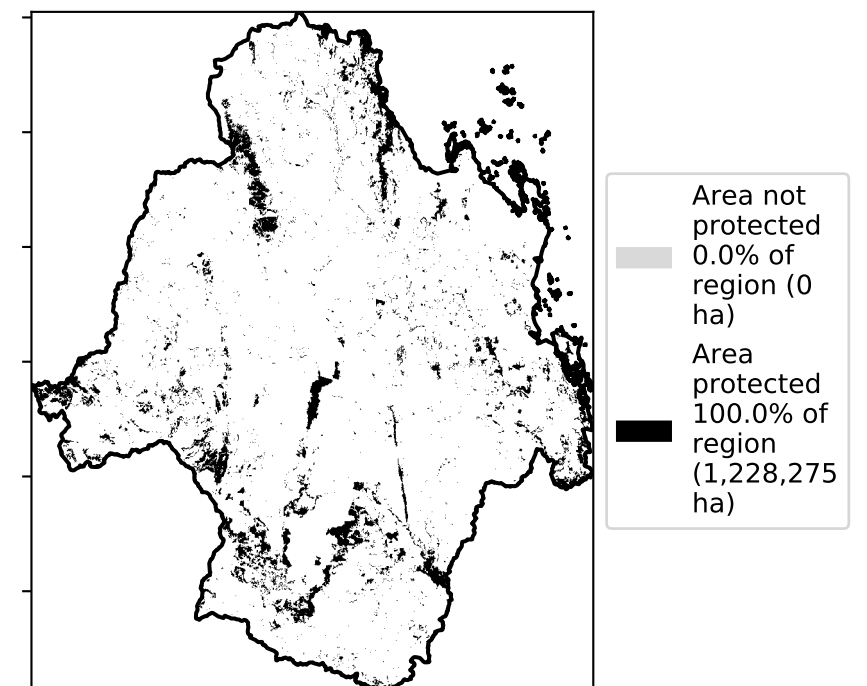 Area not
protected
0.0% of
region (0
ha)
Area
protected
100.0% of
region
(1,228,275
ha)